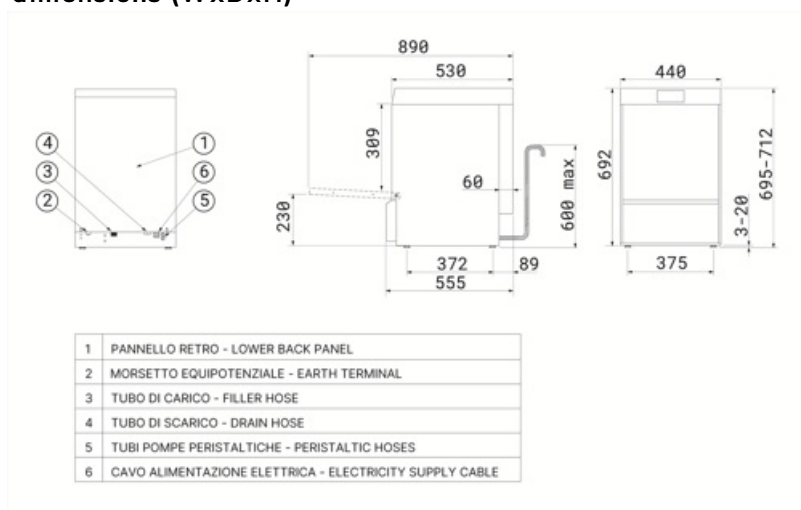 dimensions (WxDxH)
890
530
440
4
3
2
1
6
5
309
230
60
600 max
692
695-712
3-20
372
89
555
375
1 PANNELLO RETRO - LOWER BACK PANEL
2 MORSETTO EQUIPOTENZIALE - EARTH TERMINAL
3 TUBO DI CARICO - FILLER HOSE
4 TUBO DI SCARICO - DRAIN HOSE
5 TUBI POMPE PERISTALTICHE - PERISTALTIC HOSES
6 CAVO ALIMENTAZIONE ELETTRICA - ELECTRICITY SUPPLY CABLE